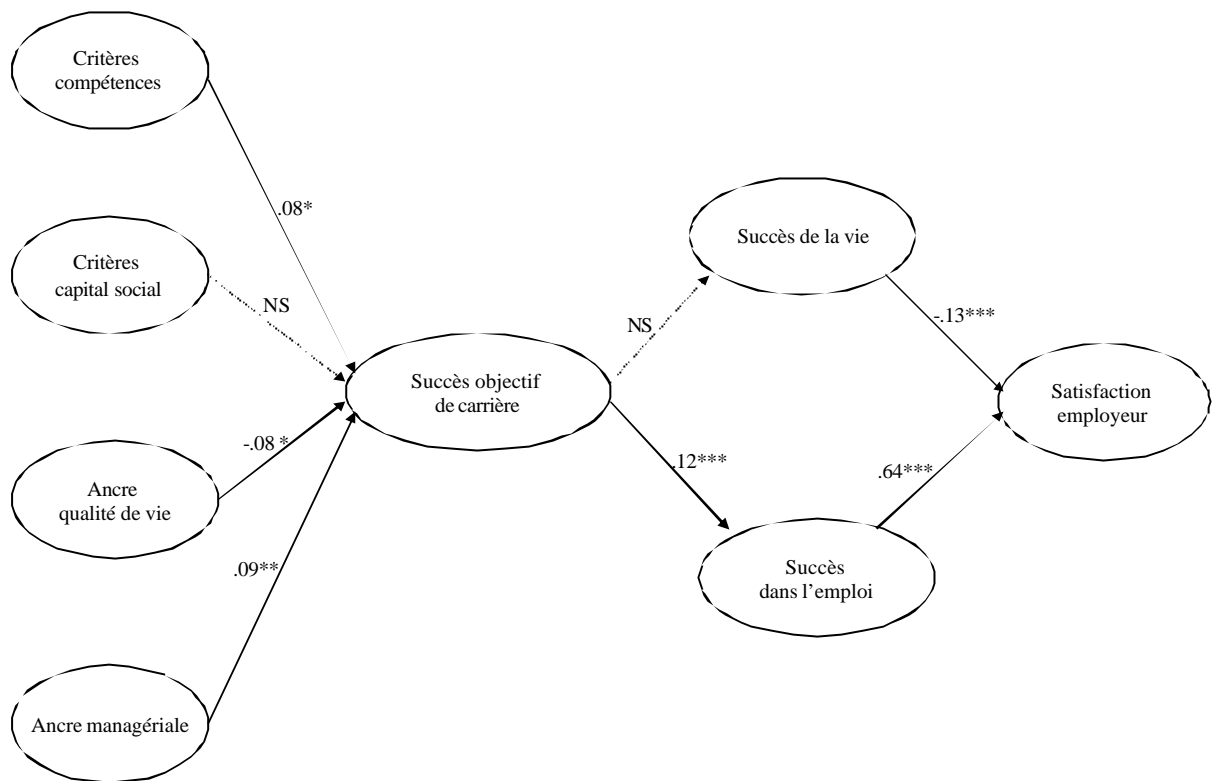 Critères
compétences
.08*
Critères
capital social
NS
Ancre
qualité de vie
-.08 *
Ancre managériale
.09**
Succès objectif
de carrière
NS
.12***
Succès de la vie
-.13***
Succès
dans l’emploi
.64***
Satisfaction
employeur